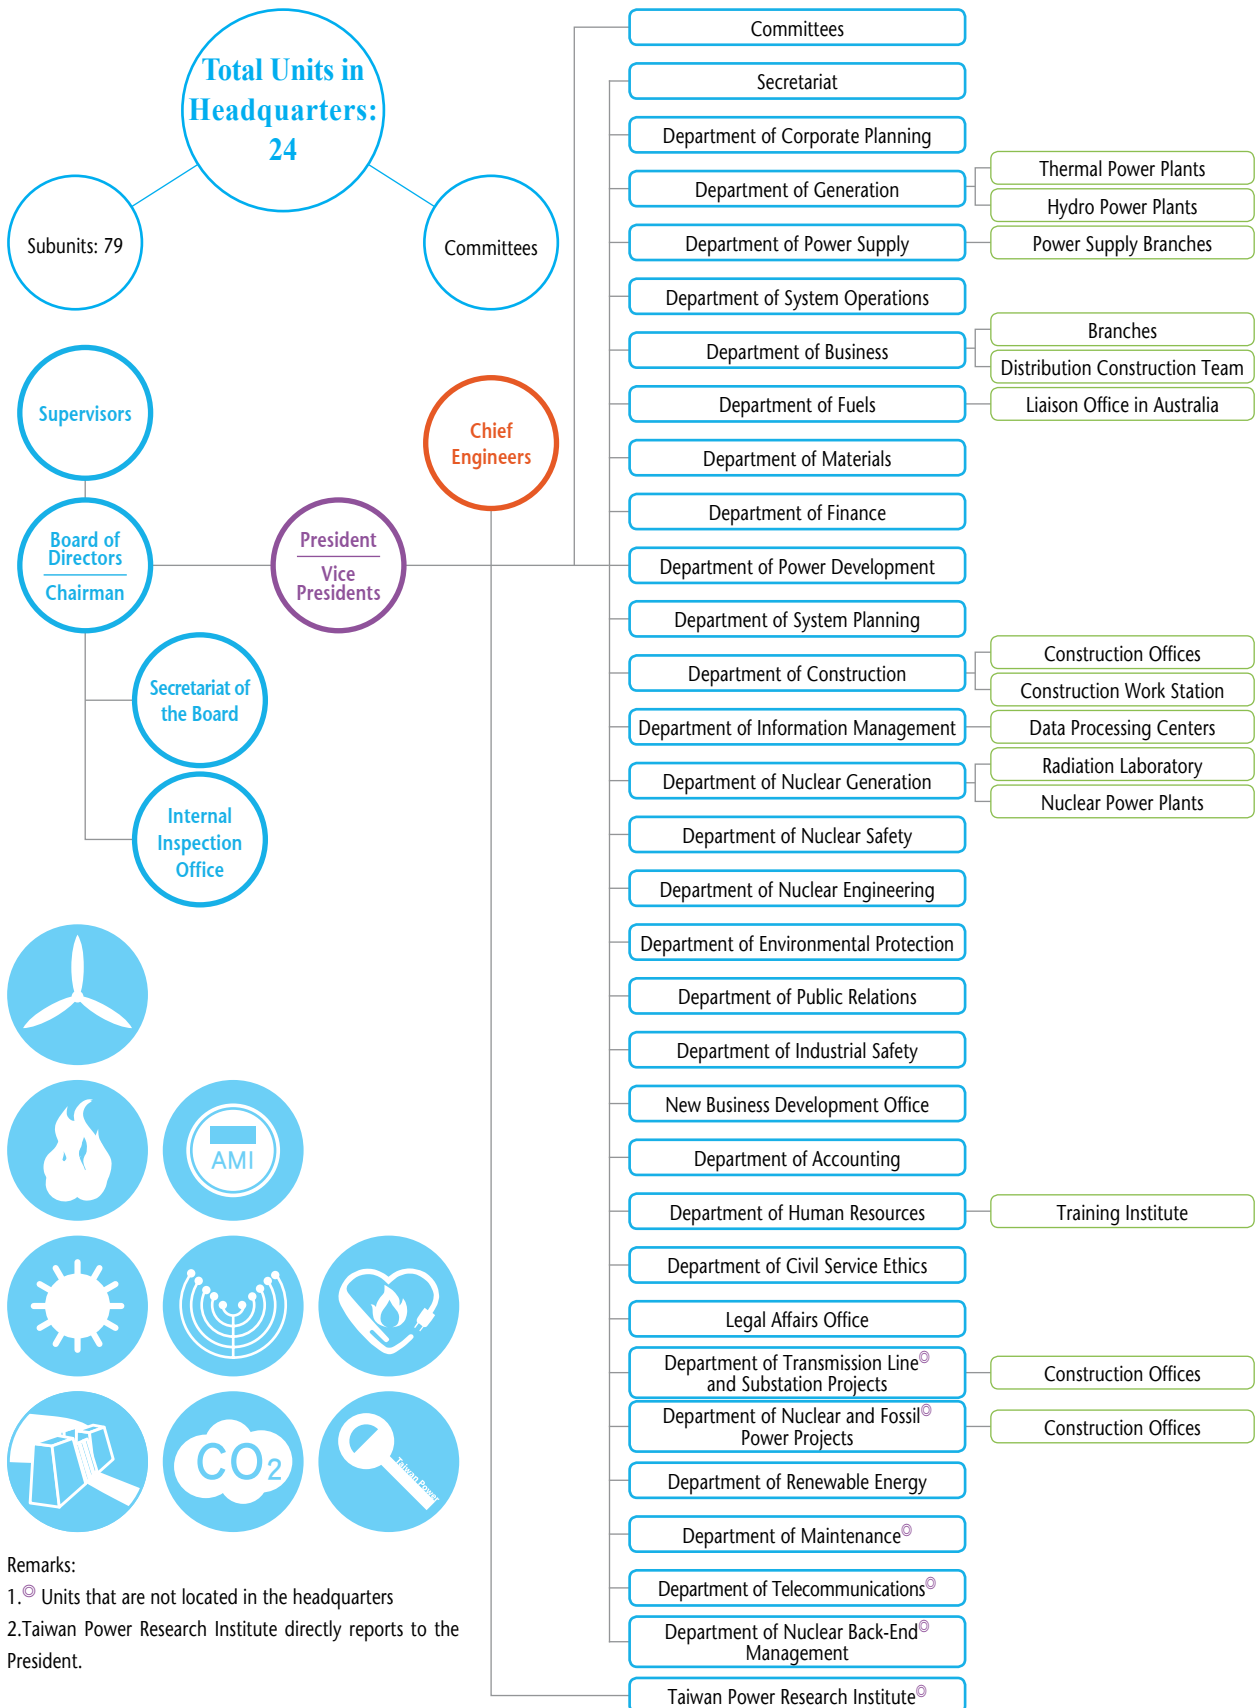 Total Units in
Headquarters:
24
Subunits: 79
Committees
Supervisors
Board of
Directors
Chairman
Secretariat of
the Board
Internal
Inspection
Office
President
Vice
Presidents
Chief
Engineers
Committees
Secretariat
Department of Corporate Planning
Department of Generation
Thermal Power Plants
Hydro Power Plants
Department of Power Supply
Power Supply Branches
Department of System Operations
Department of Business
Branches
Distribution Construction Team
Department of Fuels
Liaison Office in Australia
Department of Materials
Department of Finance
Department of Power Development
Department of System Planning
Department of Construction
Construction Offices
Construction Work Station
Department of Information Management
Data Processing Centers
Department of Nuclear Generation
Radiation Laboratory
Nuclear Power Plants
Department of Nuclear Safety
Department of Nuclear Engineering
Department of Environmental Protection
Department of Public Relations
Department of Industrial Safety
New Business Development Office
Department of Accounting
Department of Human Resources
Training Institute
Department of Civil Service Ethics
Legal Affairs Office
Department of Transmission Line◎
and Substation Projects
Construction Offices
Department of Nuclear and Fossil◎
Power Projects
Construction Offices
Department of Renewable Energy
Department of Maintenance◎
Department of Telecommunications◎
Department of Nuclear Back-End◎
Management
Taiwan Power Research Institute◎
AMI
CO2
Taiwan Power
Remarks:
1.◎ Units that are not located in the headquarters
2.Taiwan Power Research Institute directly reports to the
President.